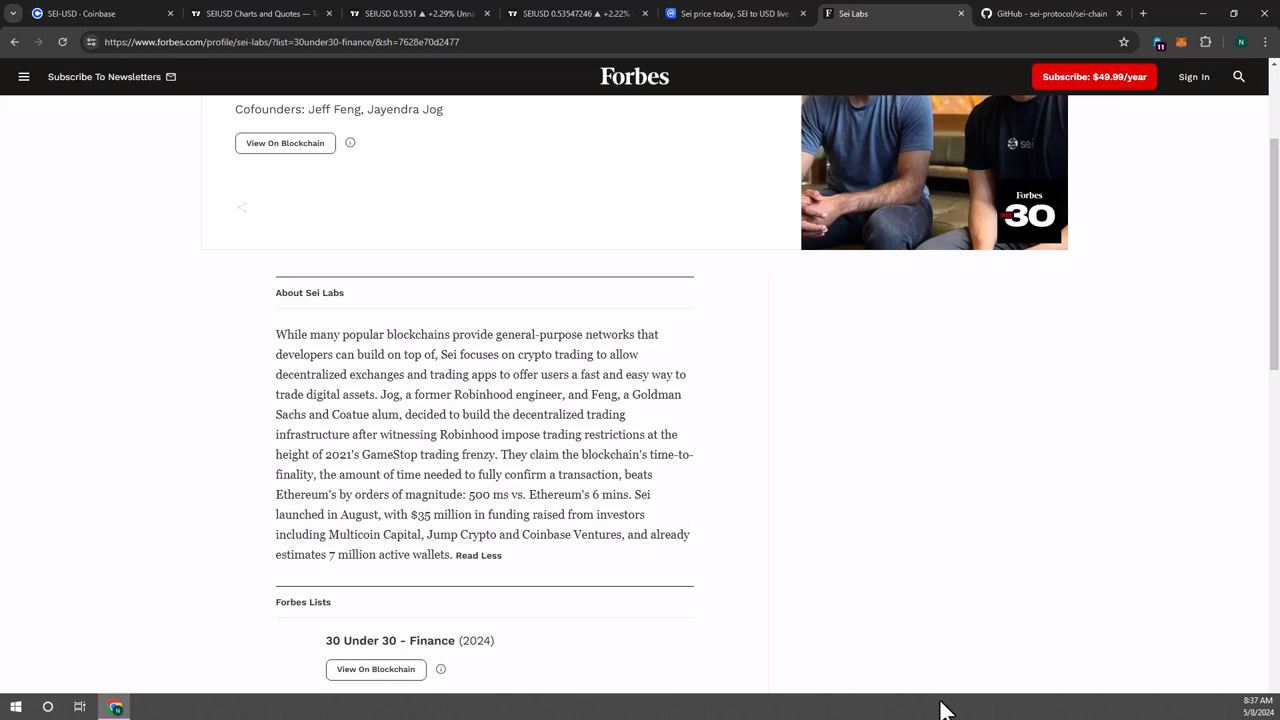 SEI-USD - Coinbase
SEIUSD Charts and Quotes — T
SEIUSD 0.5351 ▲ +2.29% Unna
SEIUSD 0.53547246 ▲ +2.22%
Sei price today, SEI to USD live
Sei Labs
GitHub - sei-protocol/sei-chain
https://www.forbes.com/profile/sei-labs/?list=30under30-finance/&sh=7628e70d2477
11
N
Subscribe To Newsletters
Forbes
Subscribe: $49.99/year
Sign In
Cofounders: Jeff Feng, Jayendra Jog
View On Blockchain
sei
Forbes
30
About Sei Labs
While many popular blockchains provide general-purpose networks that
developers can build on top of, Sei focuses on crypto trading to allow
decentralized exchanges and trading apps to offer users a fast and easy way to
trade digital assets. Jog, a former Robinhood engineer, and Feng, a Goldman
Sachs and Coatue alum, decided to build the decentralized trading
infrastructure after witnessing Robinhood impose trading restrictions at the
height of 2021's GameStop trading frenzy. They claim the blockchain's time-to-
finality, the amount of time needed to fully confirm a transaction, beats
Ethereum's by orders of magnitude: 500 ms vs. Ethereum's 6 mins. Sei
launched in August, with $35 million in funding raised from investors
including Multicoin Capital, Jump Crypto and Coinbase Ventures, and already
estimates 7 million active wallets. Read Less
Forbes Lists
30 Under 30 - Finance (2024)
View On Blockchain
8:37 AM
5/8/2024